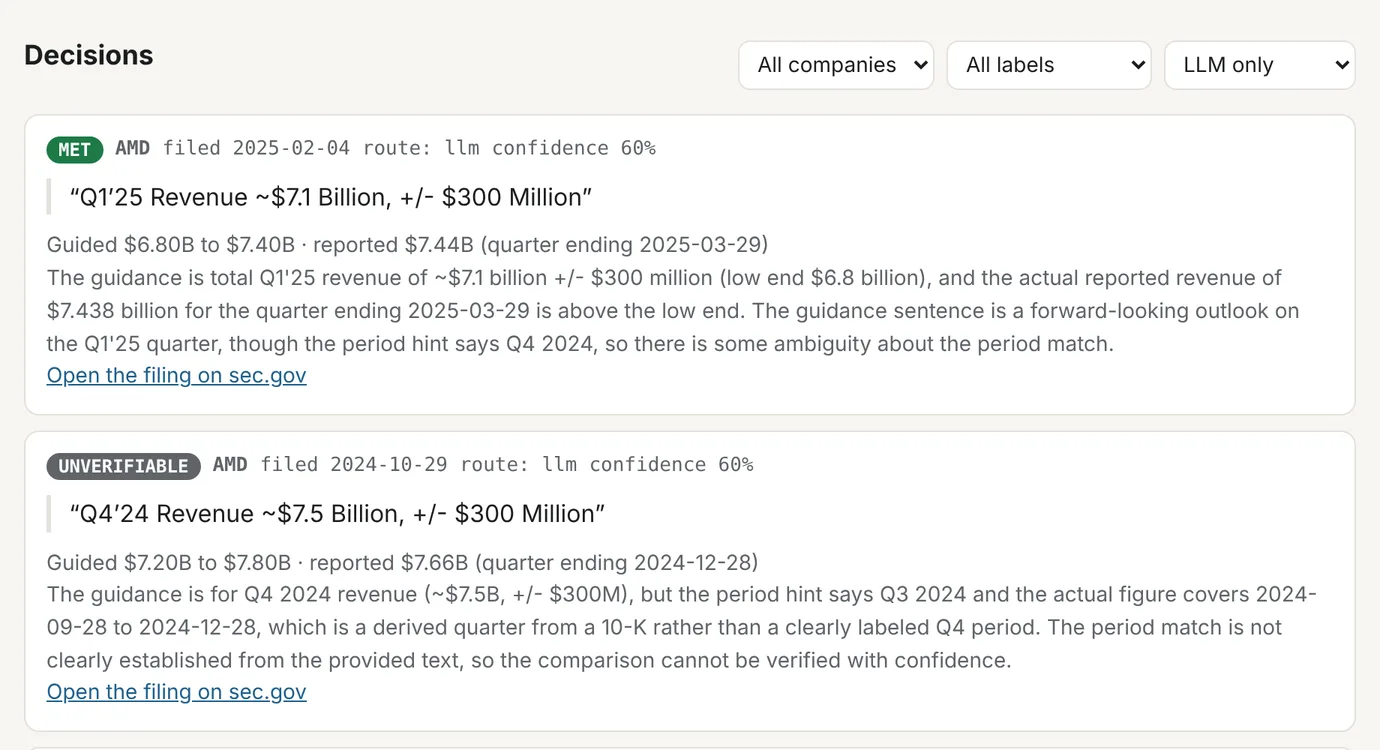 Decisions
All companies
All labels
LLM only
MET AMD filed 2025-02-04 route: llm confidence 60%
“Q1’25 Revenue ~$7.1 Billion, +/- $300 Million”
Guided $6.80B to $7.40B · reported $7.44B (quarter ending 2025-03-29)
The guidance is total Q1'25 revenue of ~$7.1 billion +/- $300 million (low end $6.8 billion), and the actual reported revenue of
$7.438 billion for the quarter ending 2025-03-29 is above the low end. The guidance sentence is a forward-looking outlook on
the Q1'25 quarter, though the period hint says Q4 2024, so there is some ambiguity about the period match.
Open the filing on sec.gov
UNVERIFIABLE AMD filed 2024-10-29 route: llm confidence 60%
“Q4’24 Revenue ~$7.5 Billion, +/- $300 Million”
Guided $7.20B to $7.80B · reported $7.66B (quarter ending 2024-12-28)
The guidance is for Q4 2024 revenue (~$7.5B, +/- $300M), but the period hint says Q3 2024 and the actual figure covers 2024-
09-28 to 2024-12-28, which is a derived quarter from a 10-K rather than a clearly labeled Q4 period. The period match is not
clearly established from the provided text, so the comparison cannot be verified with confidence.
Open the filing on sec.gov